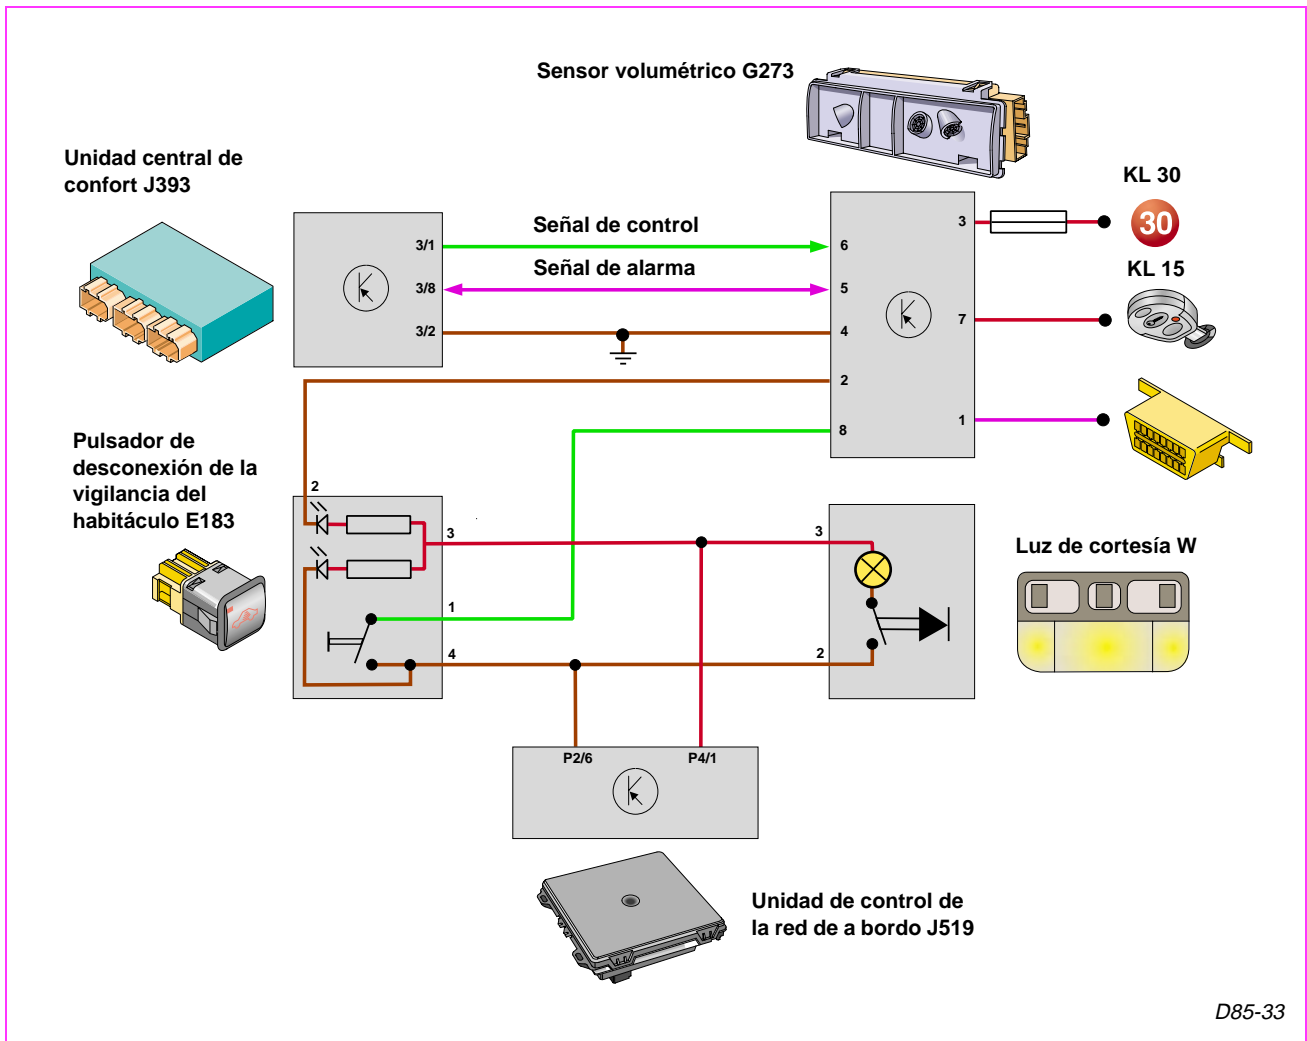 Sensor volumétrico G273
Unidad central de
confort J393
KL 30
30
KL 15
Señal de control
Señal de alarma
3/1
3/8
3/2
6
5
4
2
8
3
7
1
Pulsador de
desconexión de la
vigilancia del
habitáculo E183
2
3
1
4
3
2
Luz de cortesía W
P2/6
P4/1
Unidad de control de
la red de a bordo J519
D85-33